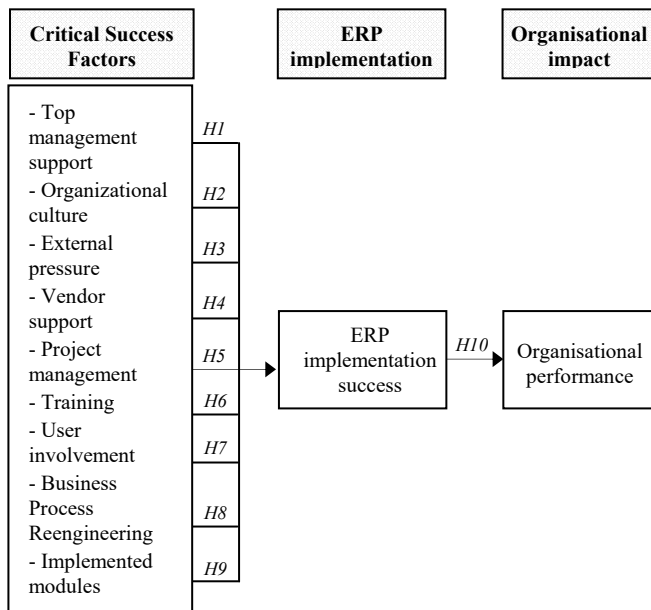 Critical Success
Factors
ERP
implementation
Organisational
impact
- Top
management
support
- Organizational
culture
- External
pressure
- Vendor
support
- Project
management
- Training
- User
involvement
- Business
Process
Reengineering
- Implemented
modules
H1
H2
H3
H4
H5
H6
H7
H8
H9
ERP
implementation
success
H10
Organisational
performance